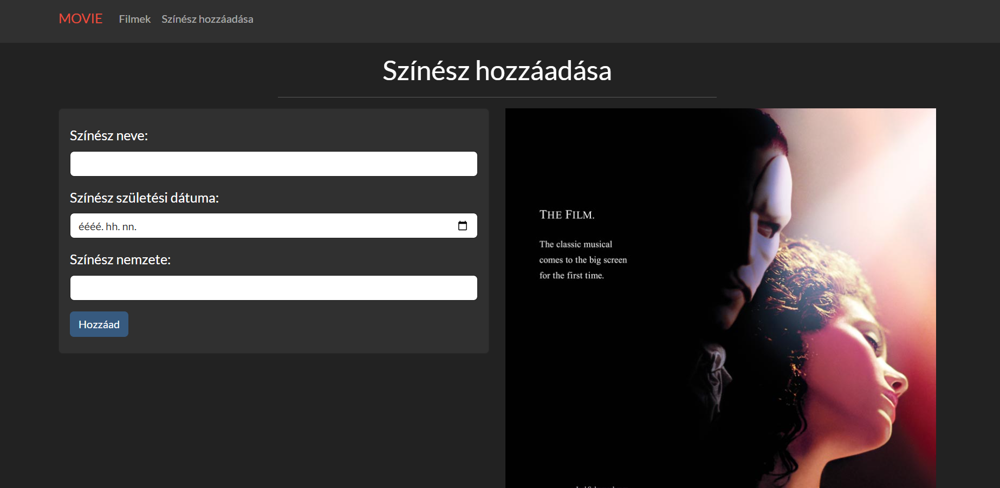 MOVIE Filmek Színész hozzáadása
Színész hozzáadása
Színész neve:
Színész születési dátuma:
éééé. hh. nn.
Színész nemzete:
Hozzáad
THE FILM.
The classic musical
comes to the big screen
for the first time.